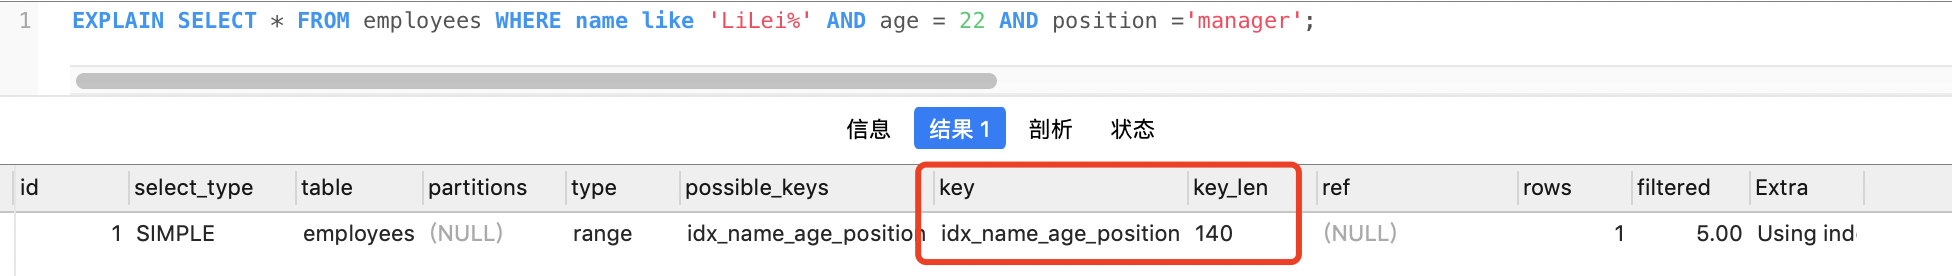 1 EXPLAIN SELECT * FROM employees WHERE name like 'LiLei%' AND age = 22 AND position ='manager';
信息 结果 1 剖析 状态
id select_type table partitions type possible_keys key key_len ref rows filtered Extra
1 SIMPLE employees (NULL) range idx_name_age_position idx_name_age_position 140 (NULL) 1 5.00 Using